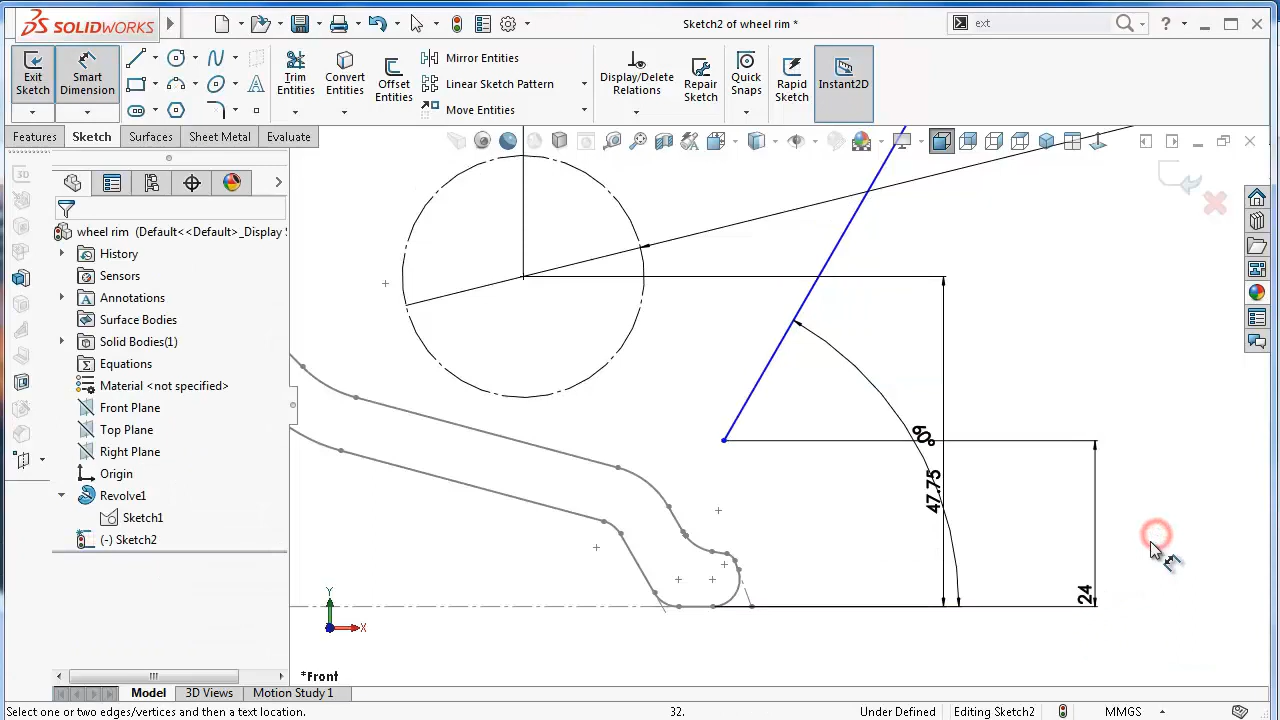 SOLIDWORKS
Sketch2 of wheel rim *
ext
Exit Sketch
Smart Dimension
Trim Entities
Convert Entities
Offset Entities
Mirror Entities
Linear Sketch Pattern
Move Entities
Display/Delete Relations
Repair Sketch
Quick Snaps
Rapid Sketch
Instant2D
Features
Sketch
Surfaces
Sheet Metal
Evaluate
wheel rim (Default<<Default>_Display S
History
Sensors
Annotations
Surface Bodies
Solid Bodies(1)
Equations
Material <not specified>
Front Plane
Top Plane
Right Plane
Origin
Revolve1
Sketch1
(-) Sketch2
60°
47.75
24
Y
X
*Front
Model
3D Views
Motion Study 1
Select one or two edges/vertices and then a text location.
32.
Under Defined
Editing Sketch2
MMGS